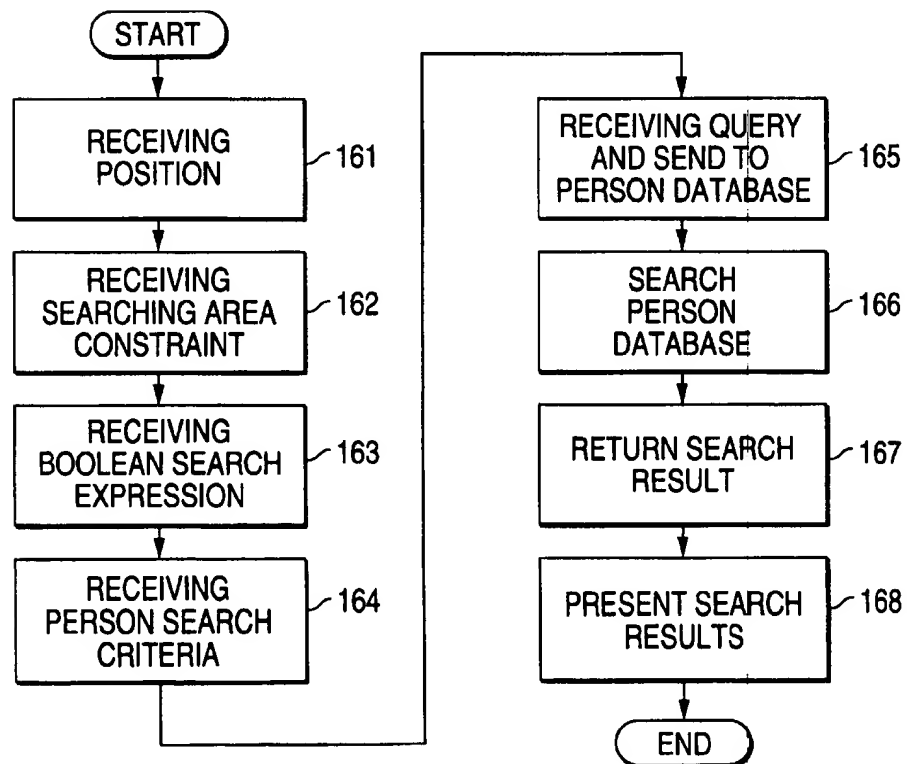 START
RECEIVING
POSITION
161
RECEIVING
SEARCHING AREA
CONSTRAINT
162
RECEIVING
BOOLEAN SEARCH
EXPRESSION
163
RECEIVING
PERSON SEARCH
CRITERIA
164
RECEIVING QUERY
AND SEND TO
PERSON DATABASE
165
SEARCH
PERSON
DATABASE
166
RETURN SEARCH
RESULT
167
PRESENT SEARCH
RESULTS
168
END